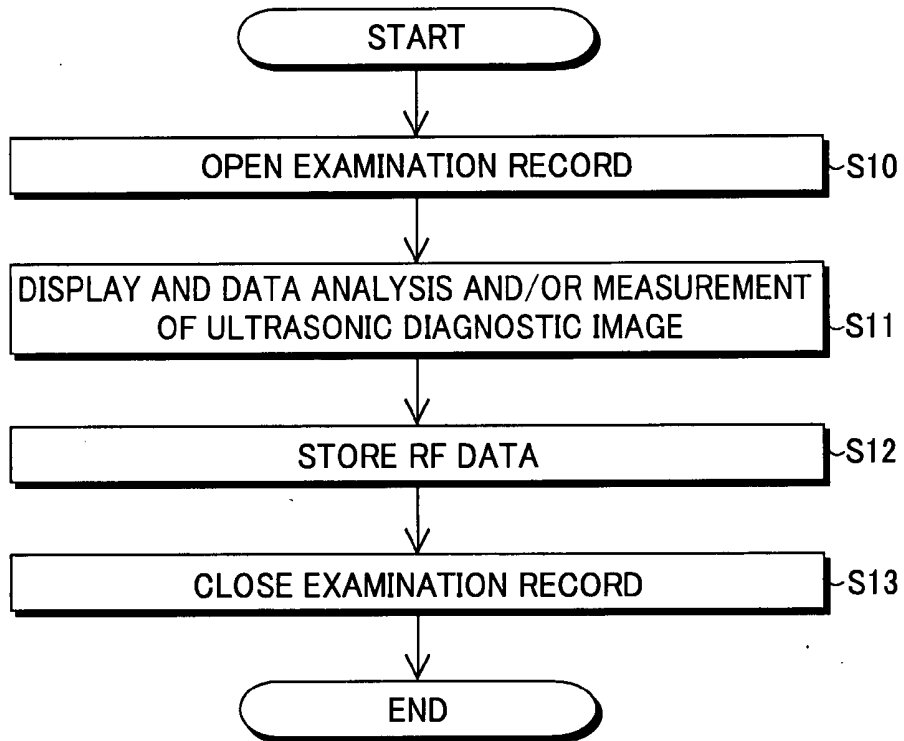 START
OPEN EXAMINATION RECORD
S10
DISPLAY AND DATA ANALYSIS AND/OR MEASUREMENT
OF ULTRASONIC DIAGNOSTIC IMAGE
S11
STORE RF DATA
S12
CLOSE EXAMINATION RECORD
S13
END